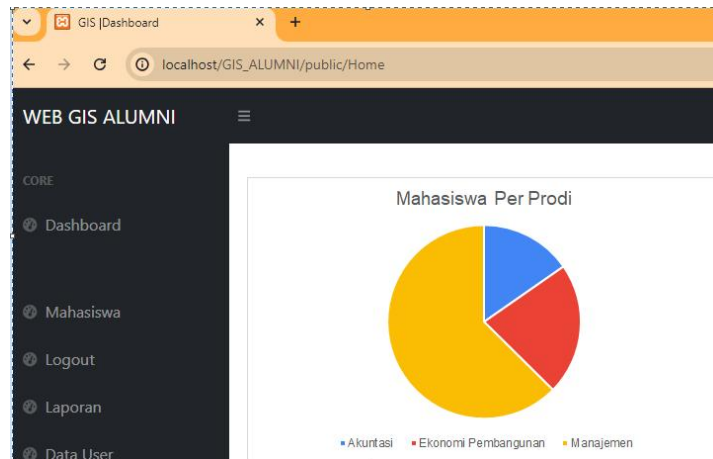 GIS |Dashboard
localhost/GIS_ALUMNI/public/Home
WEB GIS ALUMNI
CORE
Dashboard
Mahasiswa
Logout
Laporan
Data User
Mahasiswa Per Prodi
Akuntasi Ekonomi Pembangunan Manajemen